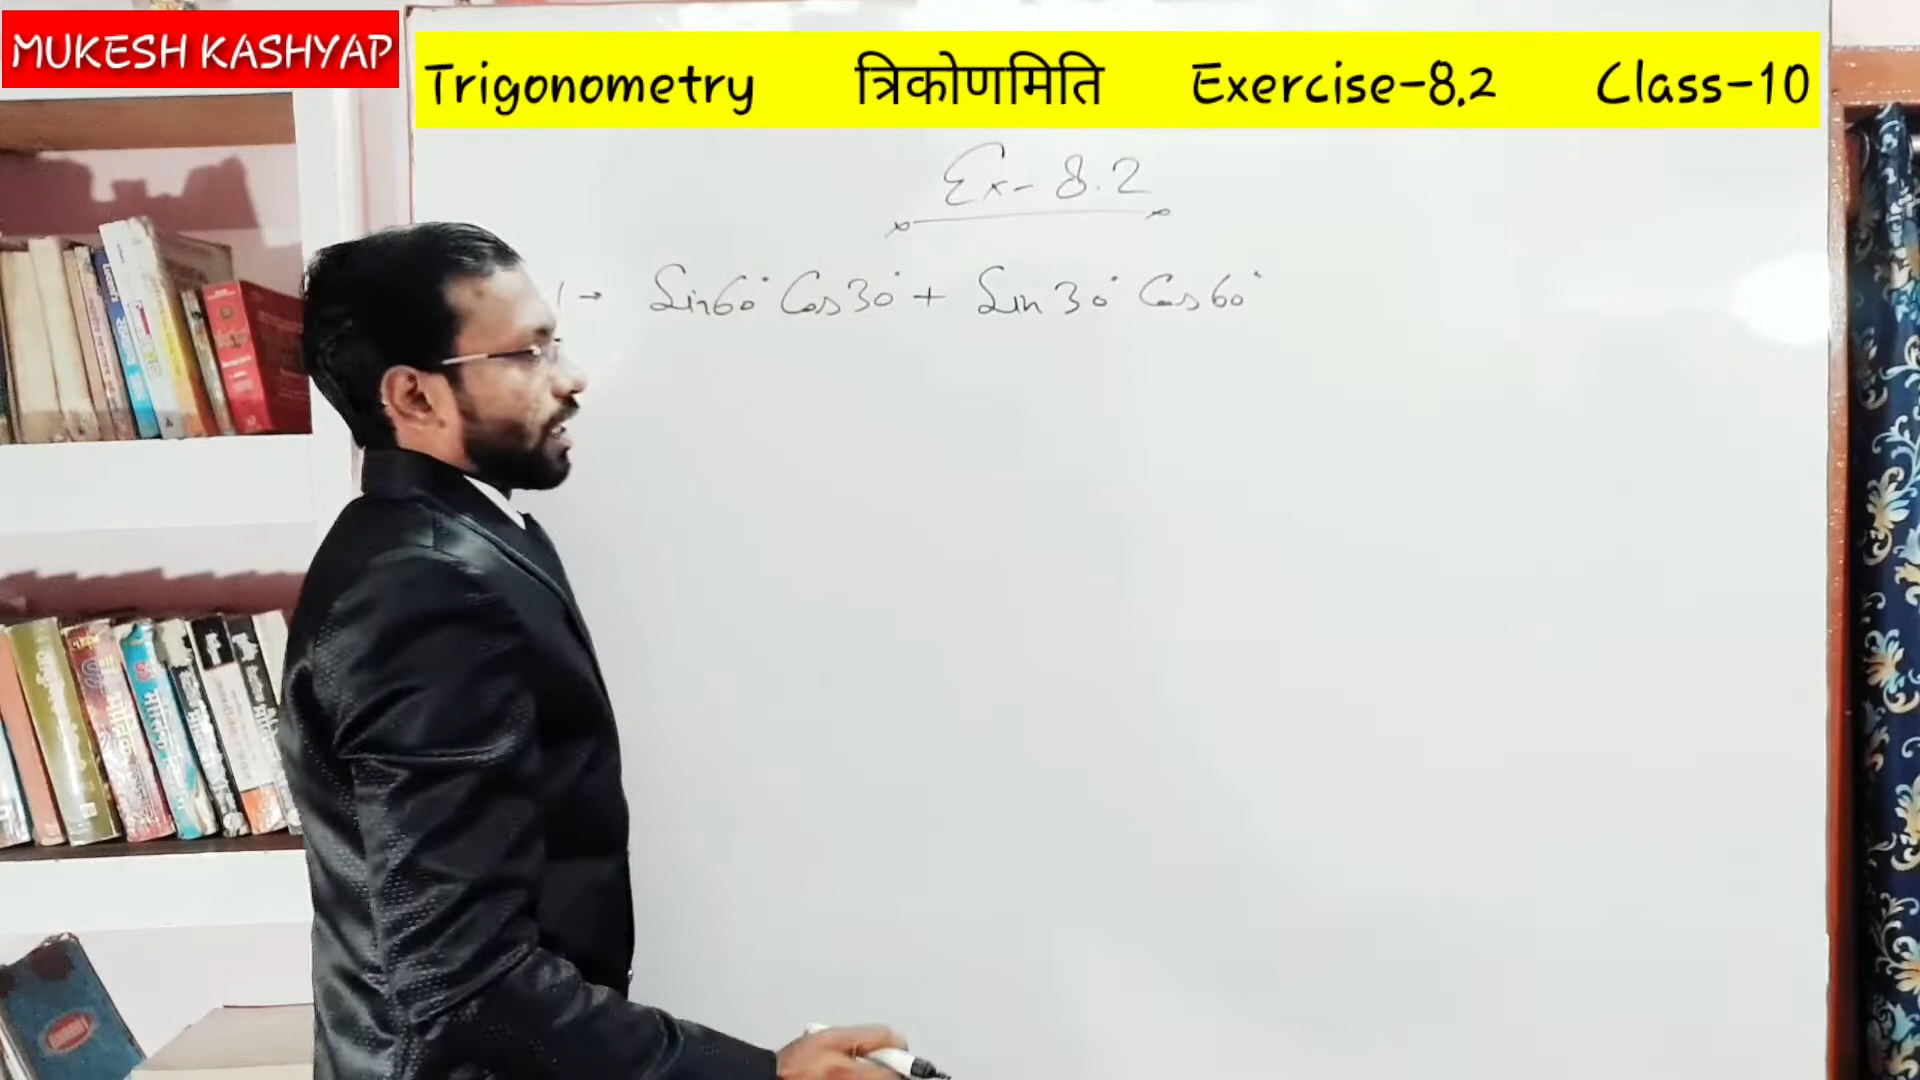 MUKESH KASHYAP
Trigonometry त्रिकोणमिति Exercise-8.2 Class-10
Ex- 8.2
1→ Sin60° Cos30° + Sin30° Cos60°